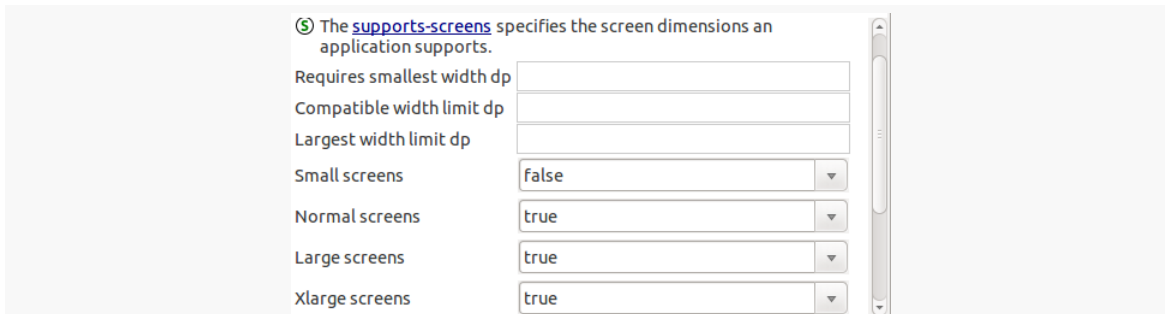 S The supports-screens specifies the screen dimensions an
application supports.
Requires smallest width dp
Compatible width limit dp
Largest width limit dp
Small screens false
Normal screens true
Large screens true
Xlarge screens true